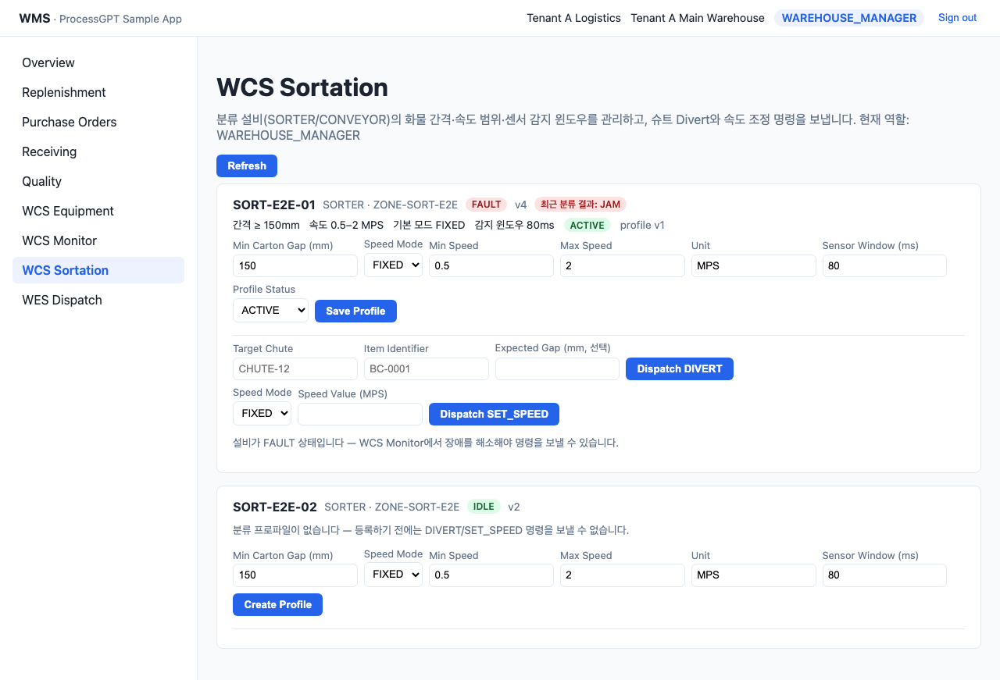 WMS · ProcessGPT Sample App
Tenant A Logistics Tenant A Main Warehouse WAREHOUSE_MANAGER Sign out
Overview
Replenishment
Purchase Orders
Receiving
Quality
WCS Equipment
WCS Monitor
WCS Sortation
WES Dispatch
WCS Sortation
분류 설비(SORTER/CONVEYOR)의 화물 간격·속도 범위·센서 감지 윈도우를 관리하고, 슈트 Divert와 속도 조정 명령을 보냅니다. 현재 역할:
WAREHOUSE_MANAGER
Refresh
SORT-E2E-01 SORTER · ZONE-SORT-E2E FAULT v4 최근 분류 결과: JAM
간격 ≥ 150mm 속도 0.5–2 MPS 기본 모드 FIXED 감지 윈도우 80ms ACTIVE profile v1
Min Carton Gap (mm) Speed Mode Min Speed Max Speed Unit Sensor Window (ms)
150 FIXED 0.5 2 MPS 80
Profile Status
ACTIVE Save Profile
Target Chute Item Identifier Expected Gap (mm, 선택)
CHUTE-12 BC-0001 Dispatch DIVERT
Speed Mode Speed Value (MPS)
FIXED Dispatch SET_SPEED
설비가 FAULT 상태입니다 — WCS Monitor에서 장애를 해소해야 명령을 보낼 수 있습니다.
SORT-E2E-02 SORTER · ZONE-SORT-E2E IDLE v2
분류 프로파일이 없습니다 — 등록하기 전에는 DIVERT/SET_SPEED 명령을 보낼 수 없습니다.
Min Carton Gap (mm) Speed Mode Min Speed Max Speed Unit Sensor Window (ms)
150 FIXED 0.5 2 MPS 80
Create Profile